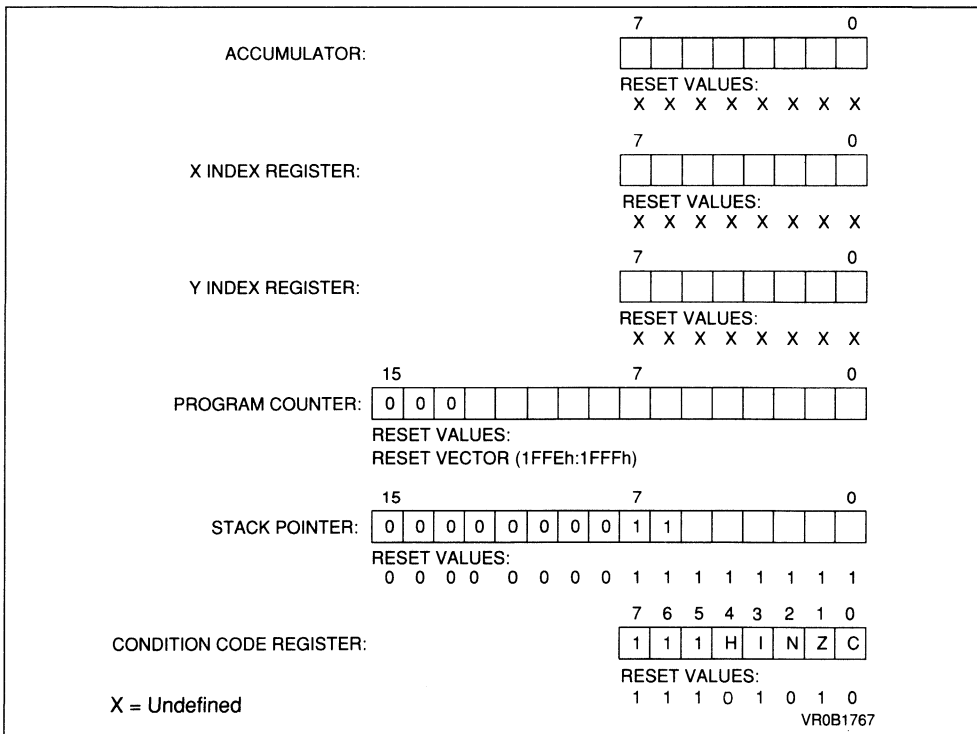 7 0
ACCUMULATOR:
RESET VALUES:
X X X X X X X X
7 0
X INDEX REGISTER:
RESET VALUES:
X X X X X X X X
7 0
Y INDEX REGISTER:
RESET VALUES:
X X X X X X X X
15 7 0
PROGRAM COUNTER: 0 0 0
RESET VALUES:
RESET VECTOR (1FFEh:1FFFh)
15 7 0
STACK POINTER: 0 0 0 0 0 0 0 0 1 1
RESET VALUES:
0 0 0 0 0 0 0 0 1 1 1 1 1 1 1 1
7 6 5 4 3 2 1 0
CONDITION CODE REGISTER: 1 1 1 H I N Z C
RESET VALUES:
1 1 1 0 1 0 1 0
X = Undefined
VR0B1767